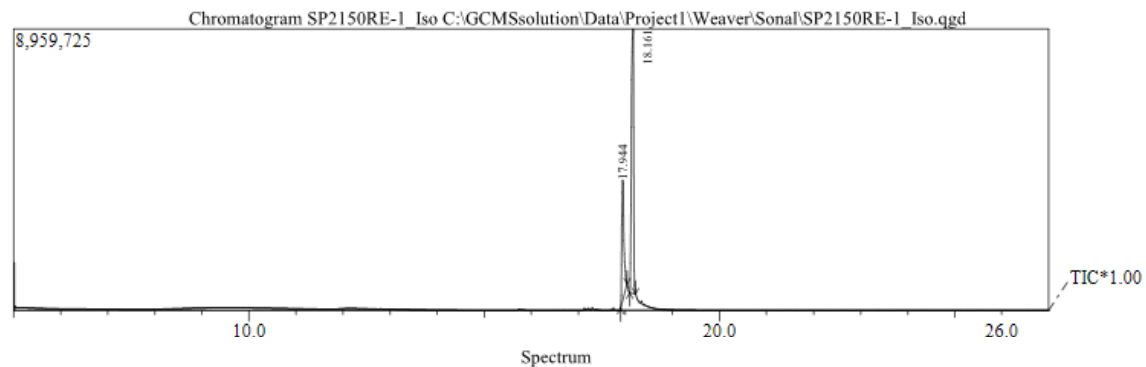 Chromatogram SP2150RE-1_Iso C:\GCMSsolution\Data\Project1\Weaver\Sonal\SP2150RE-1_Iso.qgd
8,959,725
18.161
17.944
TIC*1.00
10.0 20.0 26.0
Spectrum